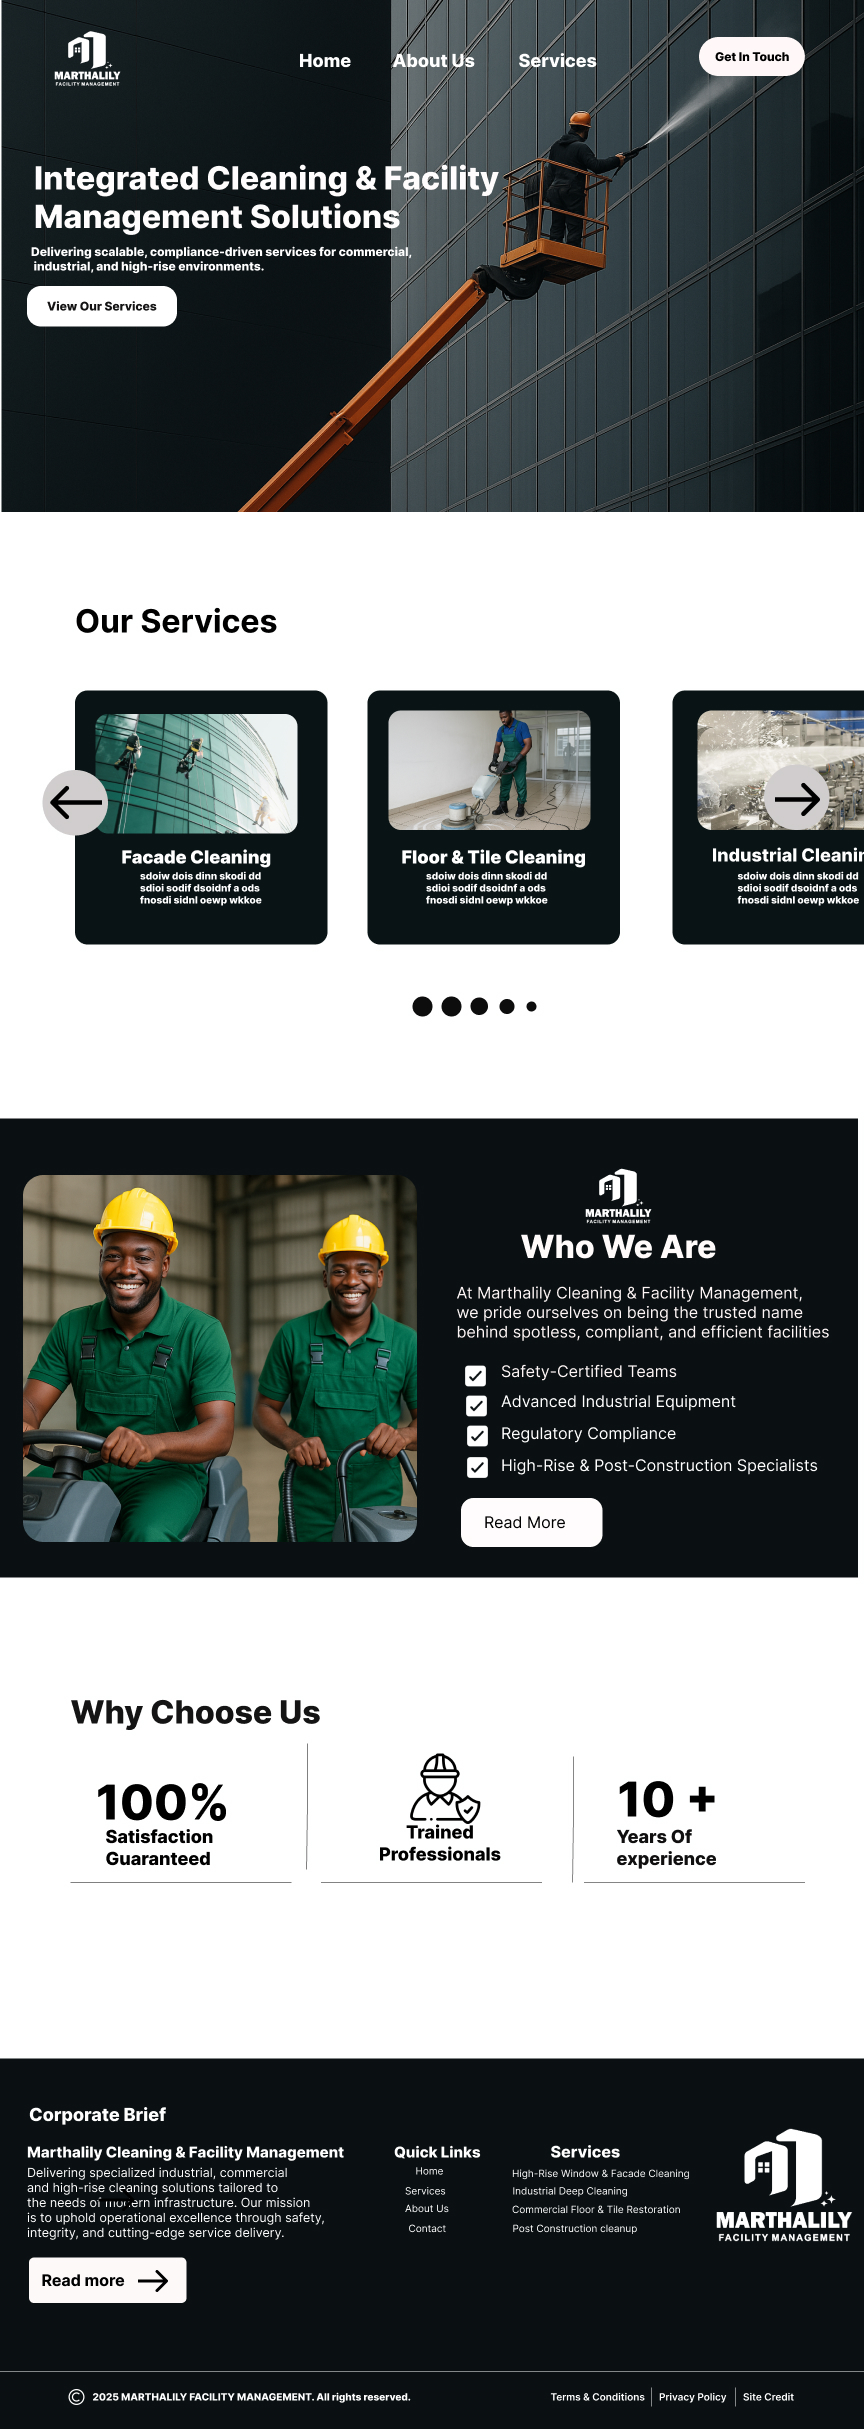 MARTHALILY
FACILITY MANAGEMENT
Home About Us Services
Get In Touch
Integrated Cleaning & Facility
Management Solutions
Delivering scalable, compliance-driven services for commercial,
industrial, and high-rise environments.
View Our Services
Our Services
Facade Cleaning
sdoiw dois dinn skodi dd
sdioi sodif dsoidnf a ods
fnosdi sidnl oewp wkkoe
Floor & Tile Cleaning
sdoiw dois dinn skodi dd
sdioi sodif dsoidnf a ods
fnosdi sidnl oewp wkkoe
Industrial Cleanin
sdoiw dois dinn skodi dd
sdioi sodif dsoidnf a ods
fnosdi sidnl oewp wkkoe
MARTHALILY
FACILITY MANAGEMENT
Who We Are
At Marthalily Cleaning & Facility Management,
we pride ourselves on being the trusted name
behind spotless, compliant, and efficient facilities
Safety-Certified Teams
Advanced Industrial Equipment
Regulatory Compliance
High-Rise & Post-Construction Specialists
Read More
Why Choose Us
100%
Satisfaction
Guaranteed
Trained
Professionals
10 +
Years Of
experience
Corporate Brief
Marthalily Cleaning & Facility Management
Delivering specialized industrial, commercial
and high-rise cleaning solutions tailored to
the needs of infrastructure. Our mission
is to uphold operational excellence through safety,
integrity, and cutting-edge service delivery.
Read more
Quick Links
Home
Services
About Us
Contact
Services
High-Rise Window & Facade Cleaning
Industrial Deep Cleaning
Commercial Floor & Tile Restoration
Post Construction cleanup
MARTHALILY
FACILITY MANAGEMENT
© 2025 MARTHALILY FACILITY MANAGEMENT. All rights reserved.
Terms & Conditions | Privacy Policy | Site Credit